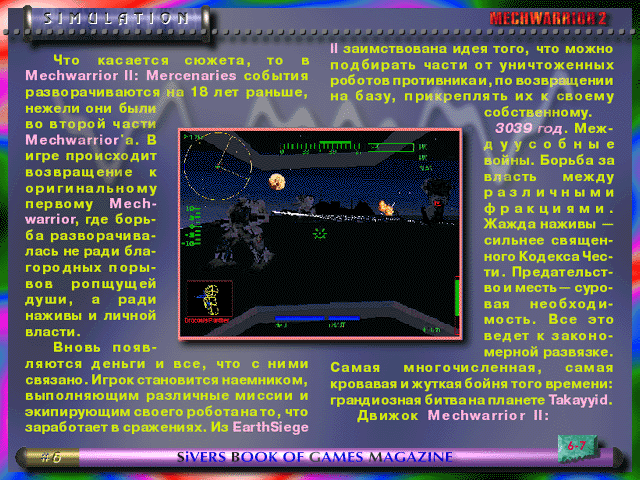 SIMULATION
MECHWARRIOR 2
Что касается сюжета, то в
Mechwarrior II: Mercenaries события
разворачиваются на 18 лет раньше,
нежели они были
во второй части
Mechwarrior'а. В
игре происходит
возвращение к
оригинальному
первому Mech-
warrior, где борь-
ба разворачива-
лась не ради бла-
городных поры-
вов ропщущей
души, а ради
наживы и личной
власти.
Вновь появ-
ляются деньги и все, что с ними
связано. Игрок становится наемником,
выполняющим различные миссии и
экипирующим своего робота на то, что
заработает в сражениях. Из EarthSiege
II заимствована идея того, что можно
подбирать части от уничтоженных
роботов противника и, по возвращении
на базу, прикреплять их к своему
собственному.
3039 год. Меж-
дуусобные
войны. Борьба за
власть между
различными
фракциями.
Жажда наживы —
сильнее священ-
ного Кодекса Чес-
ти. Предательст-
во и месть — суро-
вая необходи-
мость. Все это
ведет к законо-
мерной развязке.
Самая многочисленная, самая
кровавая и жуткая бойня того времени:
грандиозная битва на планете Takayyid.
Движок Mechwarrior II:
#6
SiVERS BOOK OF GAMES MAGAZINE
6-7